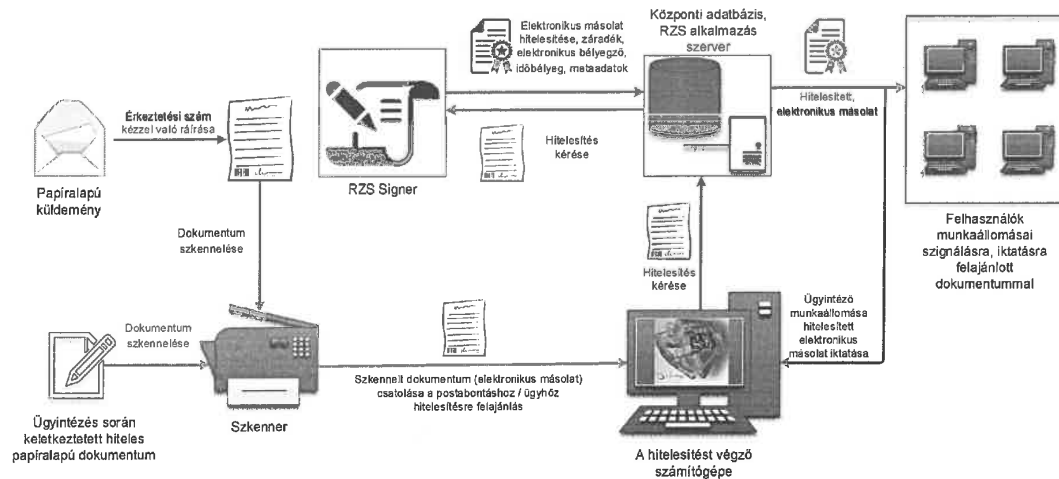 Elektronikus másolat
hitelesítése, záradék,
elektronikus bélyegző,
időbélyeg, metaadatok
Központi adatbázis,
RZS alkalmazás
szerver
Érkeztetési szám
kézzel való ráírása
Papíralapú
küldemény
RZS Signer
Hitelesítés
kérése
Hitelesített,
elektronikus másolat
Felhasználók
munkaállomásai
szignálásra, iktatásra
felajánlott
dokumentummal
Dokumentum
szkennelése
Hitelesítés
kérése
Ügyintéző
munkaállomása
hitelesített
elektronikus
másolat iktatása
Dokumentum
szkennelése
Szkennelt dokumentum (elektronikus másolat)
csatolása a postabontáshoz / ügyhöz
hitelesítésre felajánlás
Ügyintézés során
keletkeztetett hiteles
papíralapú dokumentum
Szkenner
A hitelesítést végző
számítógépe